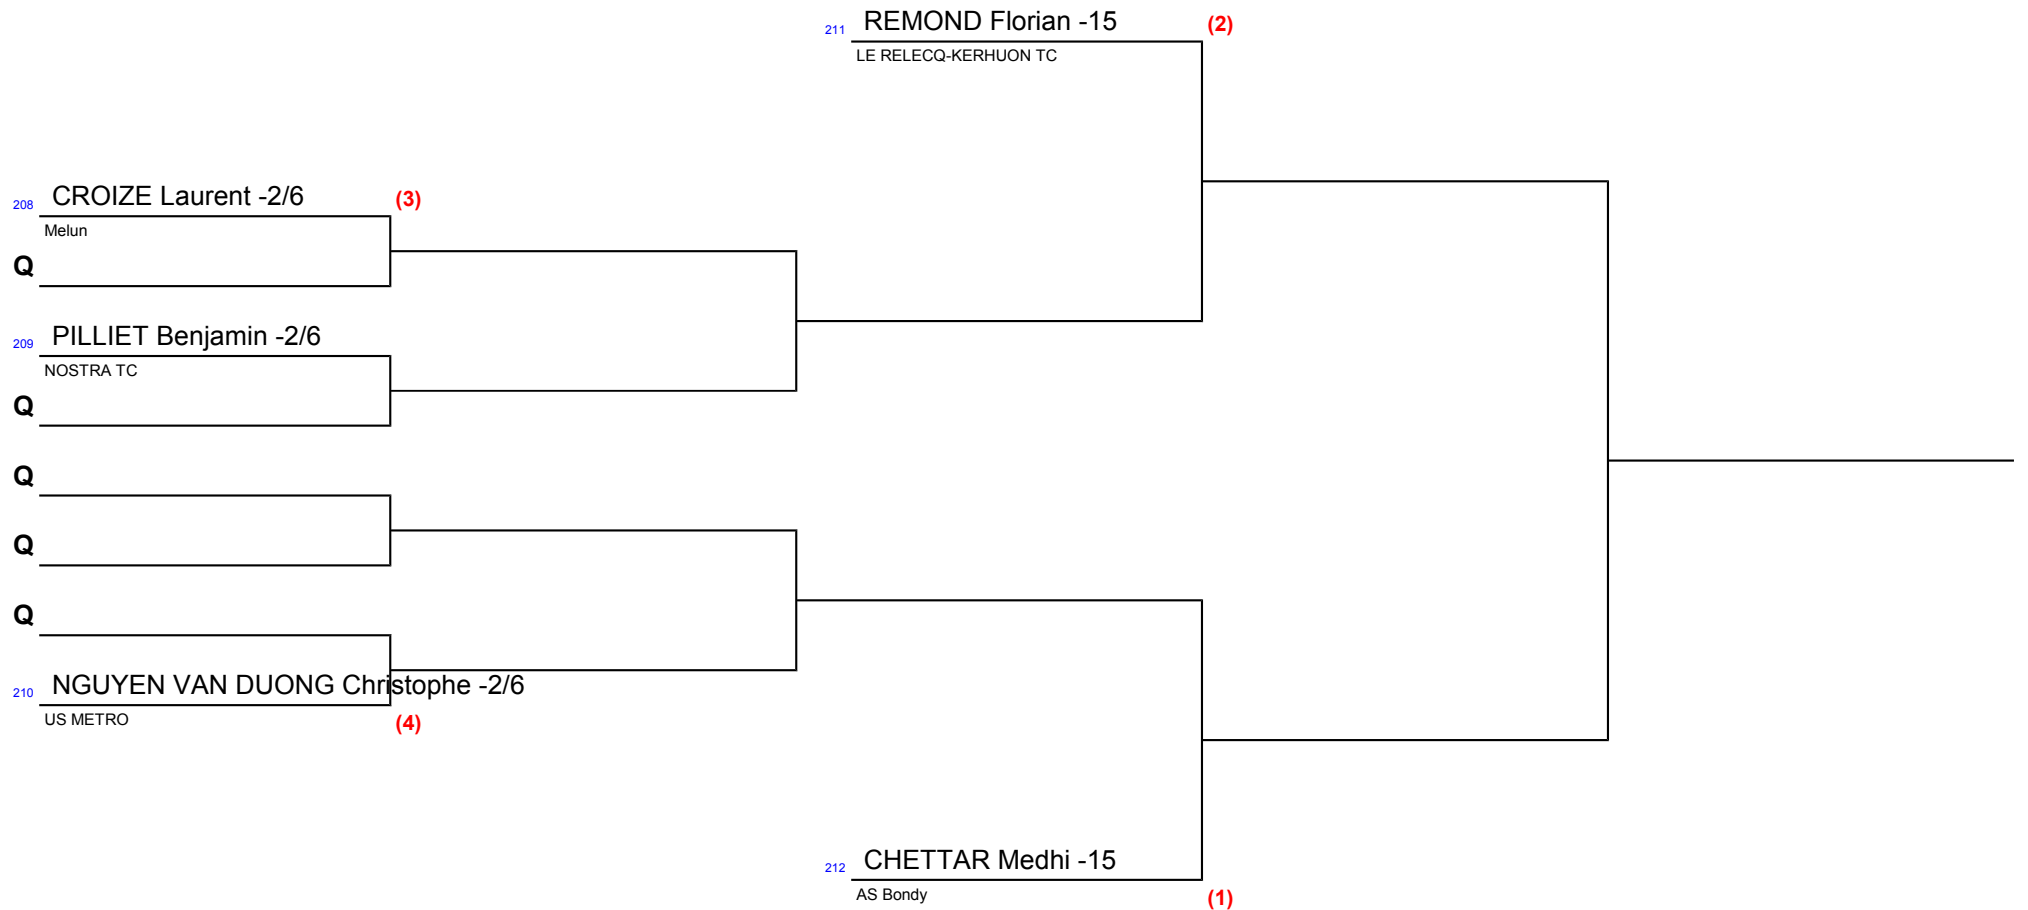 211 REMOND Florian -15 (2)
LE RELECQ-KERHUON TC
208 CROIZE Laurent -2/6 (3)
Melun
Q
209 PILLIET Benjamin -2/6
NOSTRA TC
Q
Q
Q
Q
210 NGUYEN VAN DUONG Christophe -2/6
US METRO (4)
212 CHETTAR Medhi -15
AS Bondy (1)